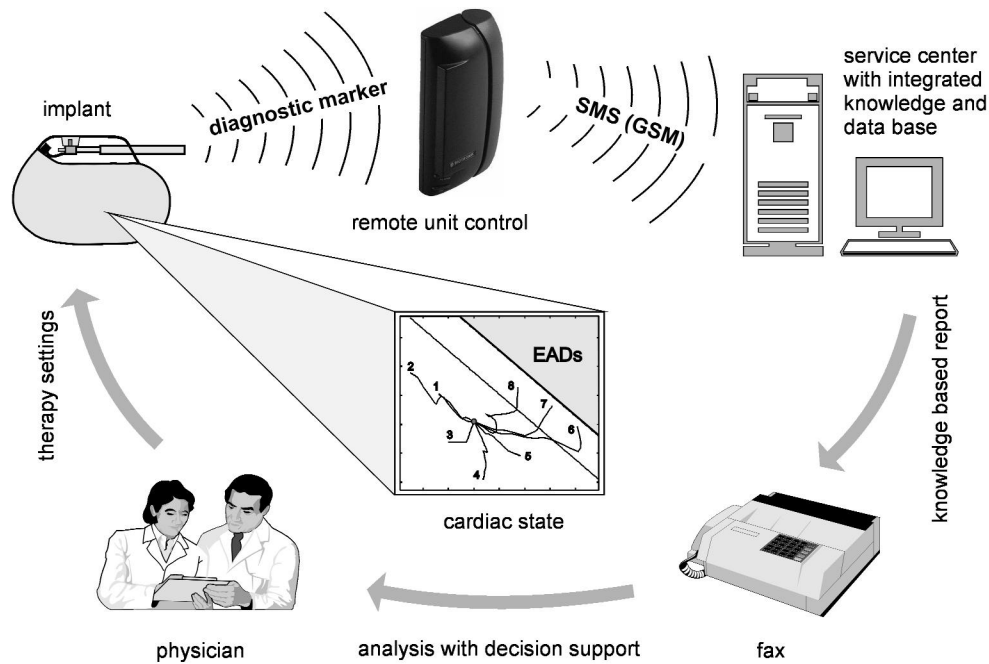 implant
diagnostic marker
remote unit control
SMS (GSM)
service center
with integrated
knowledge and
data base
therapy settings
EADs
2
1
8
7
6
3
5
4
cardiac state
knowledge based report
physician
analysis with decision support
fax